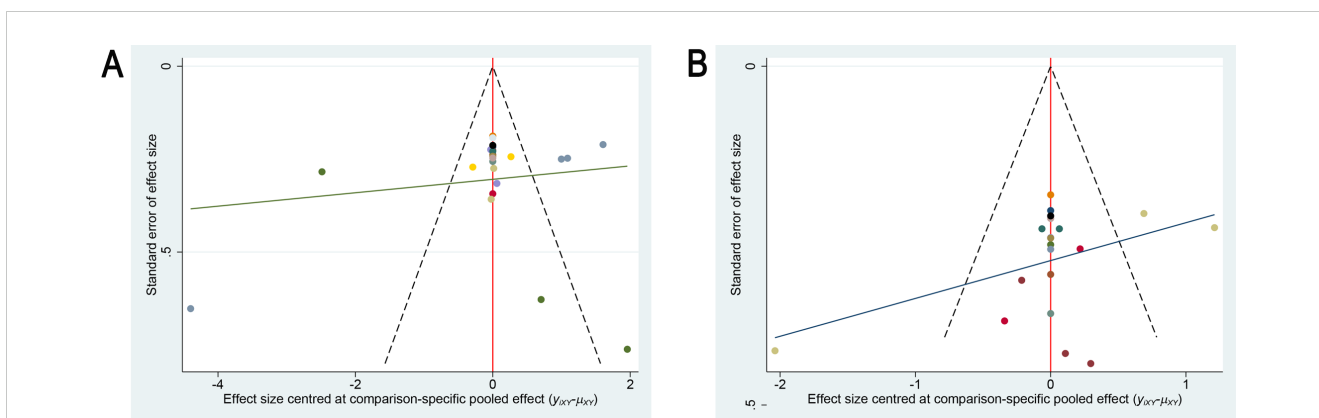 A
Standard error of effect size
0
.5
-4
-2
0
2
Effect size centred at comparison-specific pooled effect (yiXY-μXY)
B
Standard error of effect size
0
.5
-2
-1
0
1
Effect size centred at comparison-specific pooled effect (yiXY-μXY)